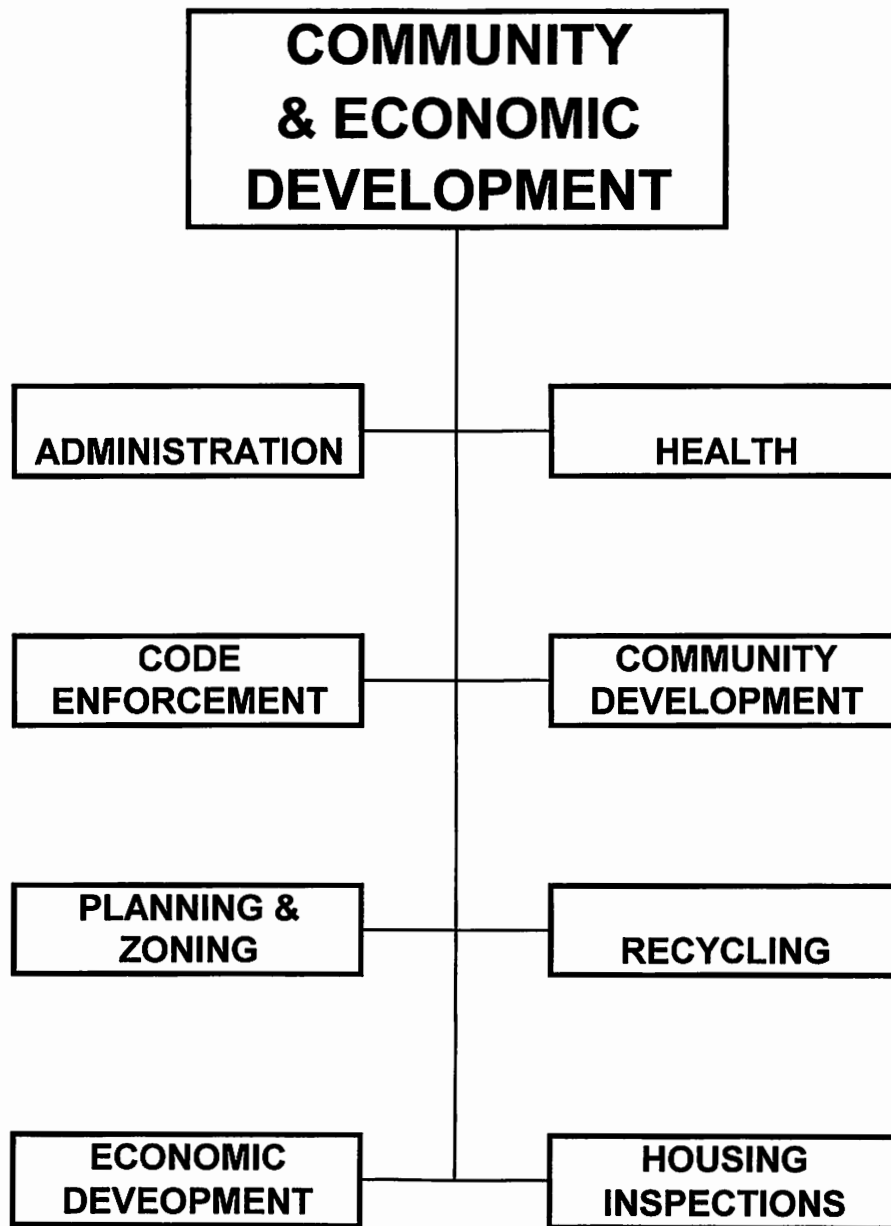 COMMUNITY
& ECONOMIC
DEVELOPMENT
ADMINISTRATION
HEALTH
CODE
ENFORCEMENT
COMMUNITY
DEVELOPMENT
PLANNING &
ZONING
RECYCLING
ECONOMIC
DEVEOPMENT
HOUSING
INSPECTIONS